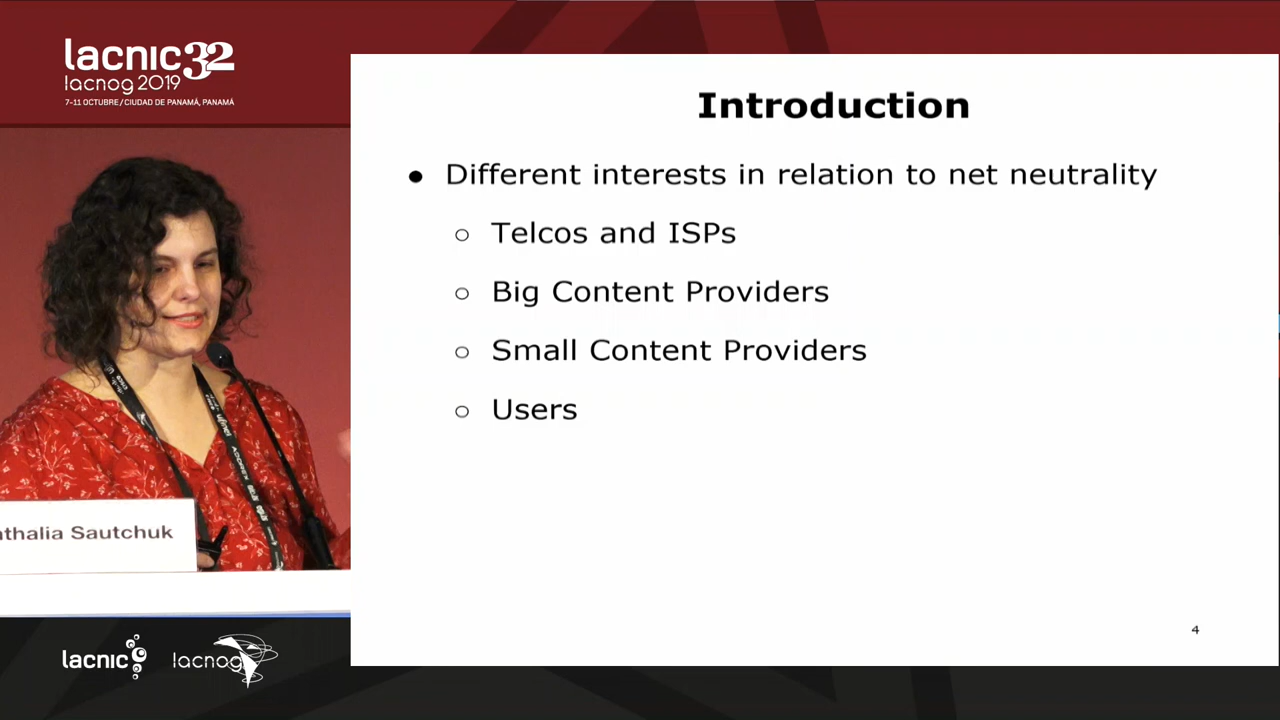 lacnic32
lacnog 2019
7-11 OCTUBRE / CIUDAD DE PANAMÁ, PANAMÁ
Introduction
● Different interests in relation to net neutrality
○ Telcos and ISPs
○ Big Content Providers
○ Small Content Providers
○ Users
Sautchuk
4
lacnic
lacnog